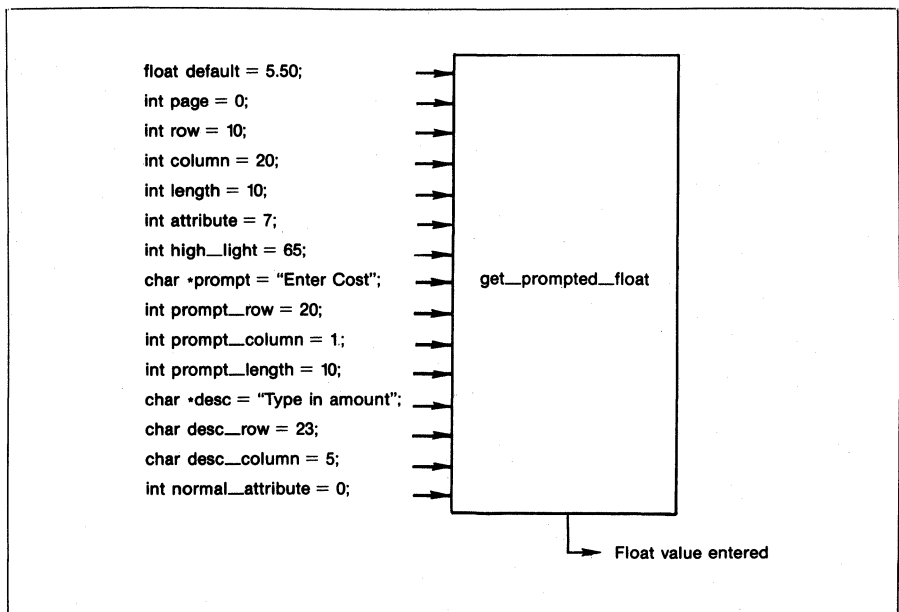 float default = 5.50;
int page = 0;
int row = 10;
int column = 20;
int length = 10;
int attribute = 7;
int high_light = 65;
char *prompt = “Enter Cost”;
get_prompted_float
int prompt_row = 20;
int prompt_column = 1;
int prompt_length = 10;
char *desc = “Type in amount”;
char desc_row = 23;
char desc_column = 5;
int normal_attribute = 0;
Float value entered